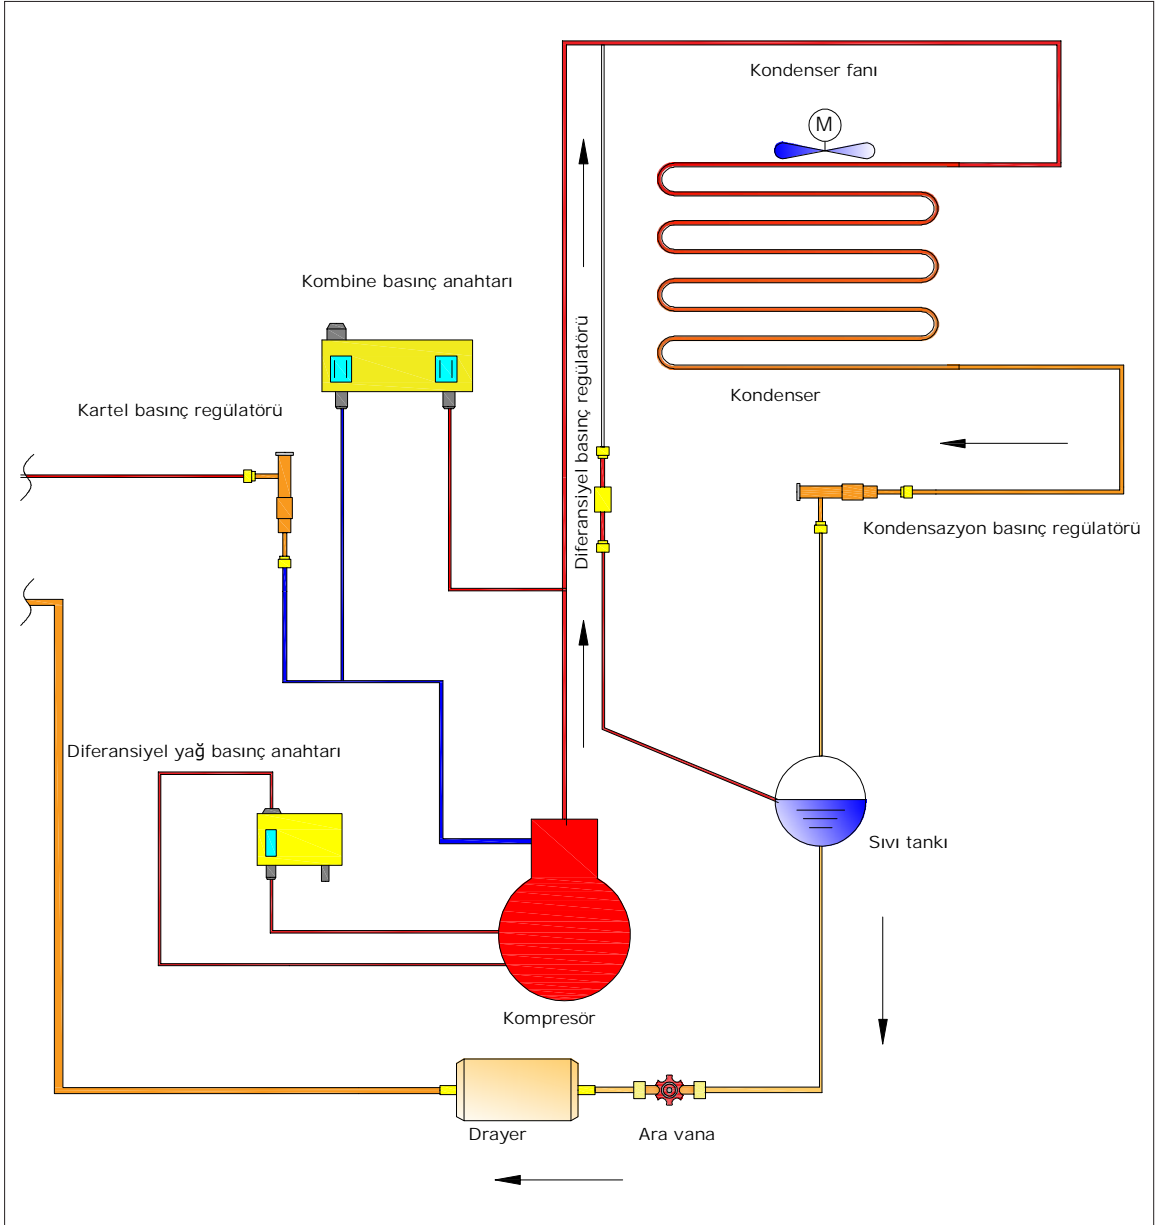 Kondenser fanı
M
Kombine basınç anahtarı
Diferansiyel basınç regülatörü
Kondenser
Kartel basınç regülatörü
Kondensazyon basınç regülatörü
Diferansiyel yağ basınç anahtarı
Sıvı tankı
Kompresör
Drayer
Ara vana